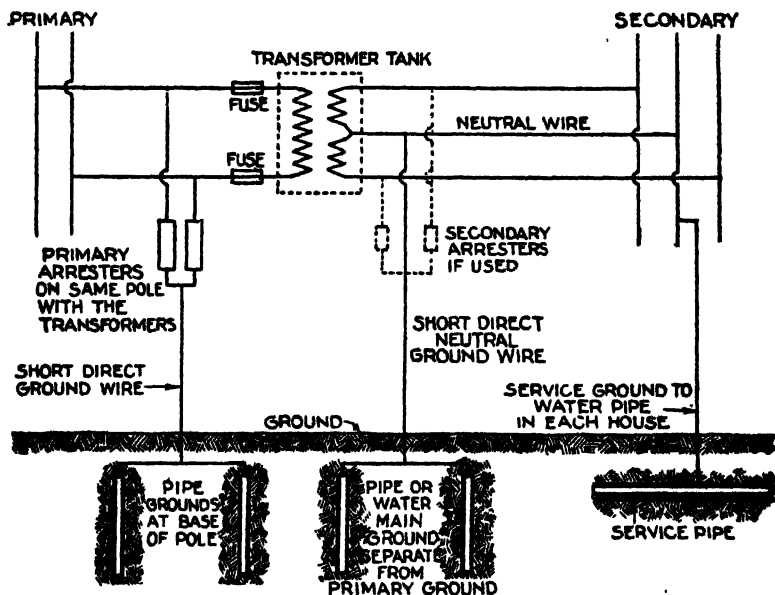 PRIMARY
SECONDARY
TRANSFORMER TANK
FUSE
NEUTRAL WIRE
FUSE
PRIMARY
ARRESTERS
ON SAME POLE
WITH THE
TRANSFORMERS
SECONDARY
ARRESTERS
IF USED
SHORT DIRECT
NEUTRAL
GROUND WIRE
SHORT DIRECT
GROUND WIRE
SERVICE GROUND TO
WATER PIPE
IN EACH HOUSE
GROUND
PIPE
GROUNDS
AT BASE
OF POLE
PIPE OR
WATER
MAIN
GROUND
SEPARATE
FROM
PRIMARY GROUND
SERVICE PIPE